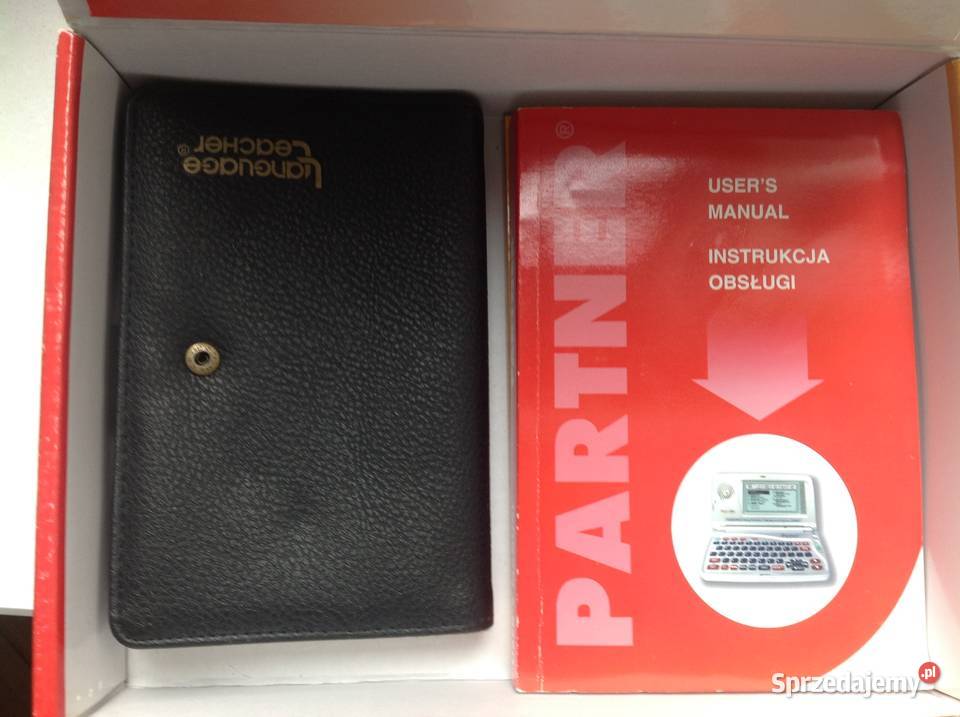 Language
Teacher®
PARTNER®
USER'S
MANUAL
INSTRUKCJA
OBSŁUGI
Sprzedajemy.pl